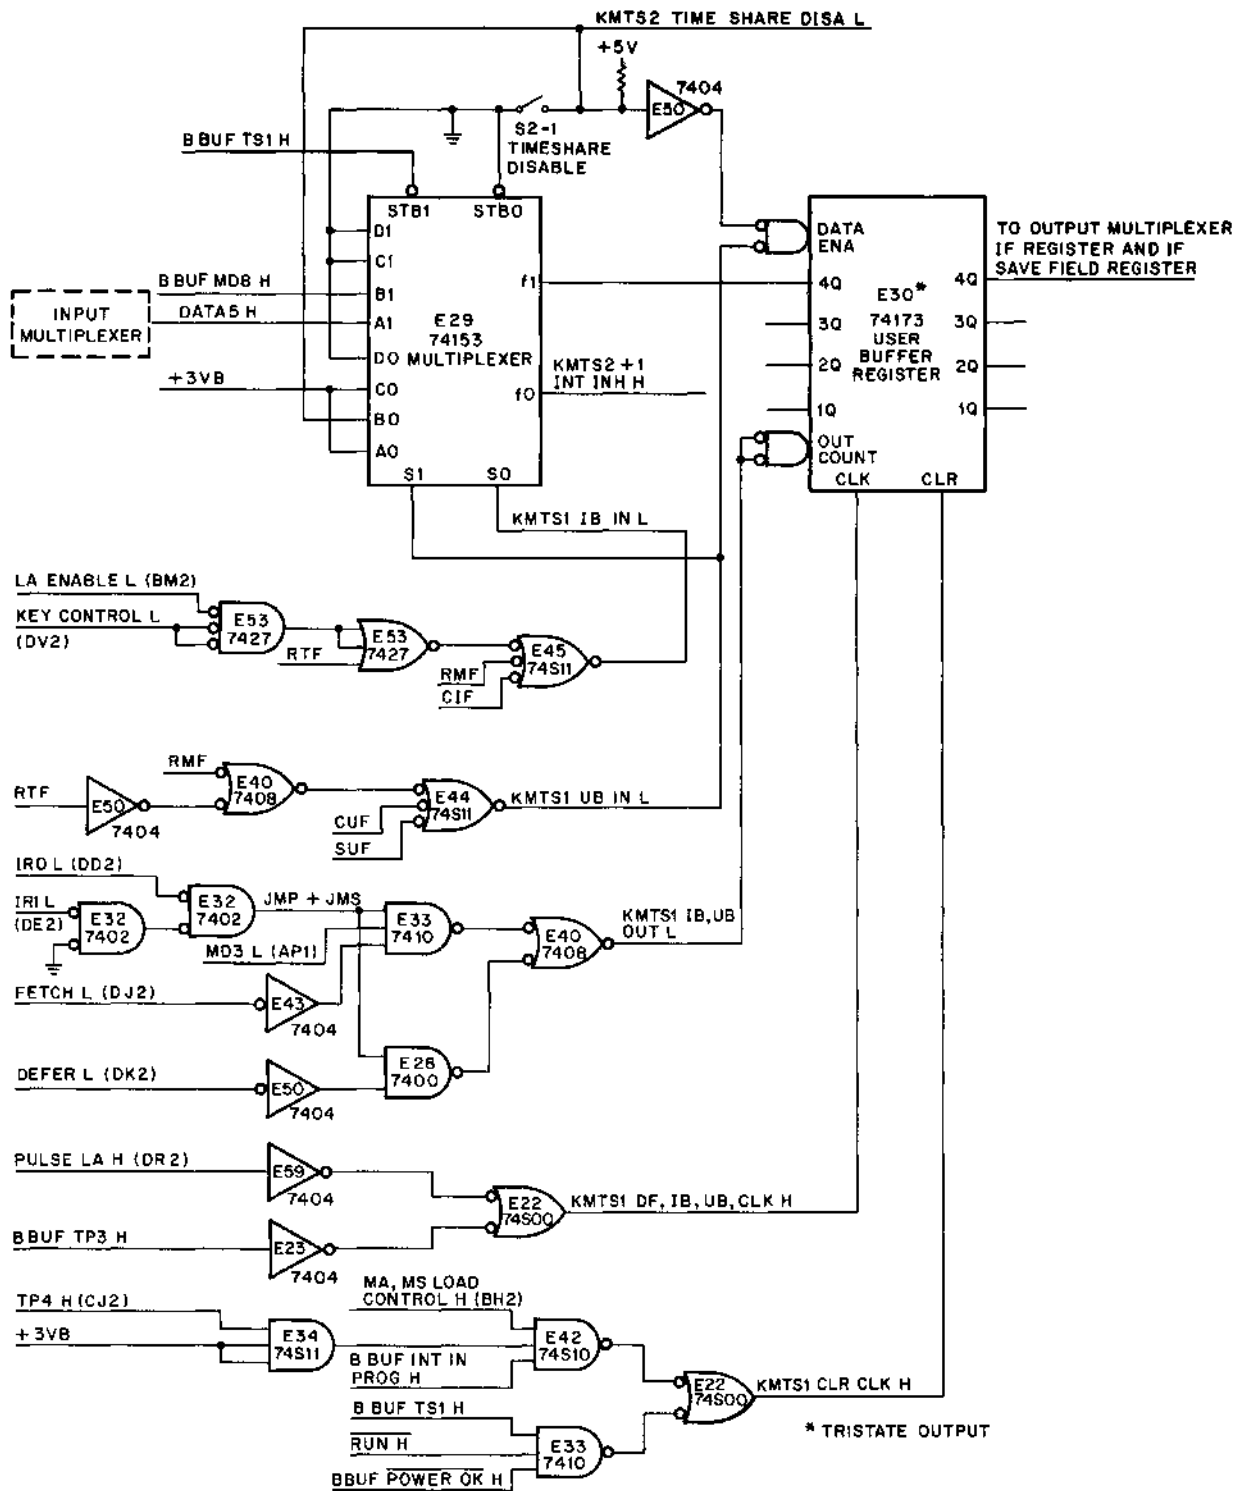 KMTS2 TIME SHARE DISA L
+5V
7404
E50
S2-1
TIMESHARE
DISABLE
B BUF TS1 H
STB1
STB0
D1
C1
B BUF MD8 H
B1
f1
INPUT
MULTIPLEXER
DATA5 H
A1
E29
74153
MULTIPLEXER
D0
+3VB
C0
B0
A0
f0
KMTS2+1
INT INH H
S1
S0
KMTS1 IB IN L
DATA
ENA
4Q
3Q
2Q
1Q
E30*
74173
USER
BUFFER
REGISTER
4Q
3Q
2Q
1Q
OUT
COUNT
CLK
CLR
TO OUTPUT MULTIPLEXER
IF REGISTER AND IF
SAVE FIELD REGISTER
LA ENABLE L (BM2)
KEY CONTROL L
(DV2)
E53
7427
RTF
E53
7427
RMF
CIF
E45
74S11
RTF
E50
7404
RMF
E40
7408
CUF
SUF
E44
74S11
KMTS1 UB IN L
IR0 L (DD2)
IR1 L
(DE2)
E32
7402
E32
7402
JMP + JMS
MD3 L (AP1)
E33
7410
E40
7408
KMTS1 IB,UB
OUT L
FETCH L (DJ2)
E43
7404
DEFER L (DK2)
E50
7404
E28
7400
PULSE LA H (DR2)
E59
7404
E22
74S00
KMTS1 DF, IB, UB, CLK H
B BUF TP3 H
E23
7404
TP4 H (CJ2)
+3VB
E34
74S11
MA, MS LOAD
CONTROL H (BH2)
E42
74S10
B BUF INT IN
PROG H
E22
74S00
KMTS1 CLR CLK H
B BUF TS1 H
RUN H
BBUF POWER OK H
E33
7410
* TRISTATE OUTPUT